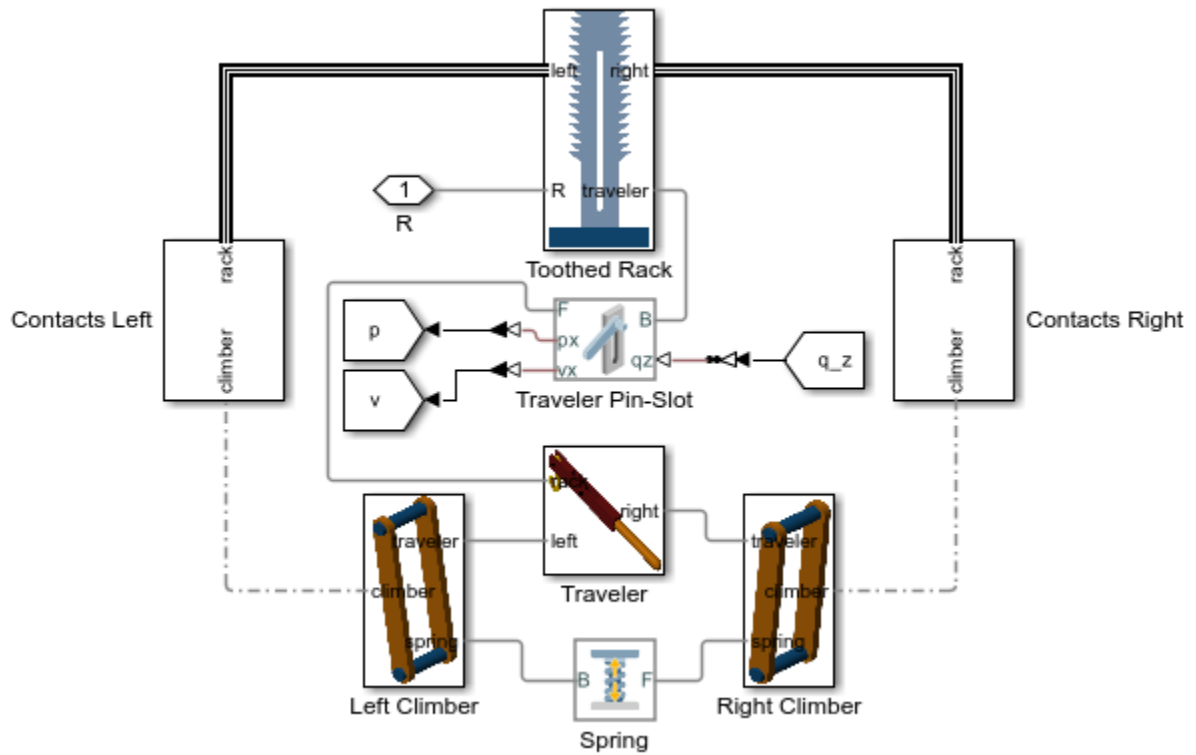 left
right
1
R
traveler
R
Toothed Rack
rack
climber
Contacts Left
rack
climber
Contacts Right
p
F
B
px
qz
vx
q_z
v
Traveler Pin-Slot
rack
right
left
Traveler
traveler
climber
spring
Left Climber
traveler
climber
spring
Right Climber
B
F
Spring